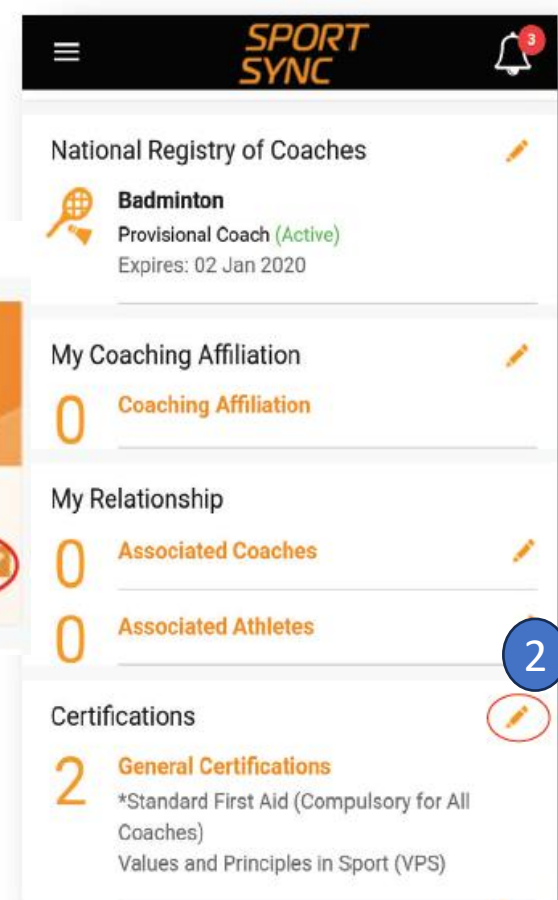 SPORT
SYNC
3
National Registry of Coaches
Badminton
Provisional Coach (Active)
Expires: 02 Jan 2020
My Coaching Affiliation
0
Coaching Affiliation
My Relationship
0
Associated Coaches
0
Associated Athletes
2
Certifications
2
General Certifications
*Standard First Aid (Compulsory for All
Coaches)
Values and Principles in Sport (VPS)